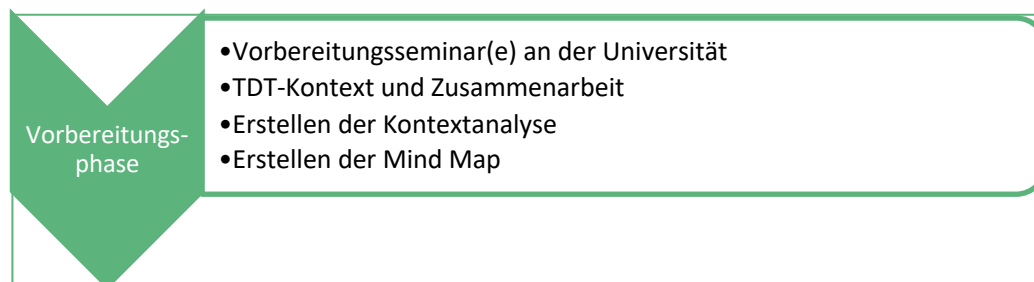 Vorbereitungs-
phase
•Vorbereitungsseminar(e) an der Universität
•TDT-Kontext und Zusammenarbeit
•Erstellen der Kontextanalyse
•Erstellen der Mind Map